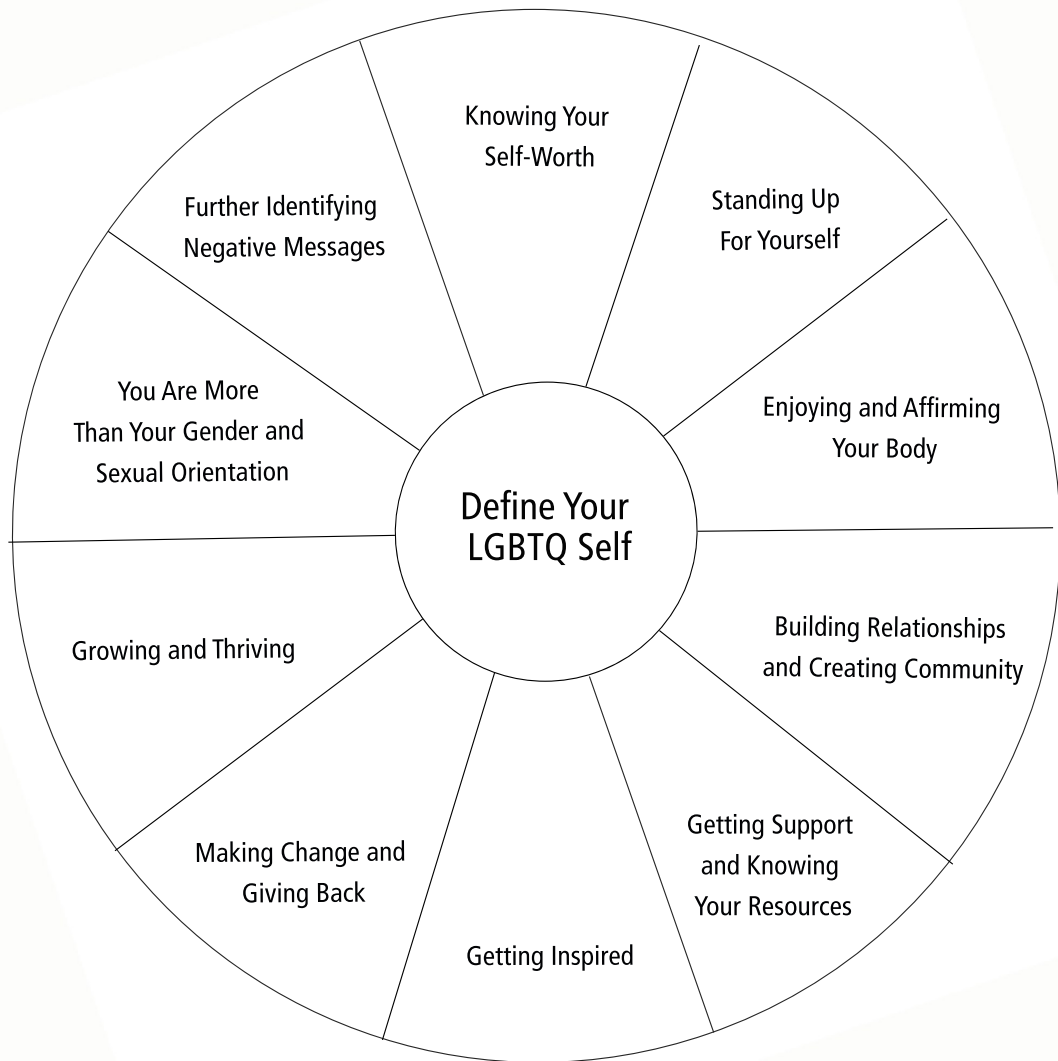 Knowing Your
Self-Worth
Standing Up
For Yourself
Enjoying and Affirming
Your Body
Building Relationships
and Creating Community
Getting Support
and Knowing
Your Resources
Getting Inspired
Making Change and
Giving Back
Growing and Thriving
You Are More
Than Your Gender and
Sexual Orientation
Further Identifying
Negative Messages
Define Your
LGBTQ Self